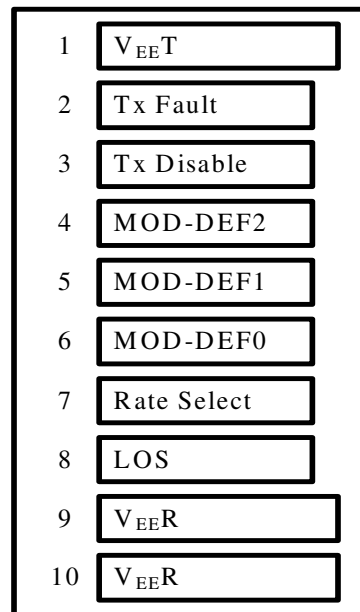 1 VEET
2 Tx Fault
3 Tx Disable
4 MOD-DEF2
5 MOD-DEF1
6 MOD-DEF0
7 Rate Select
8 LOS
9 VEER
10 VEER